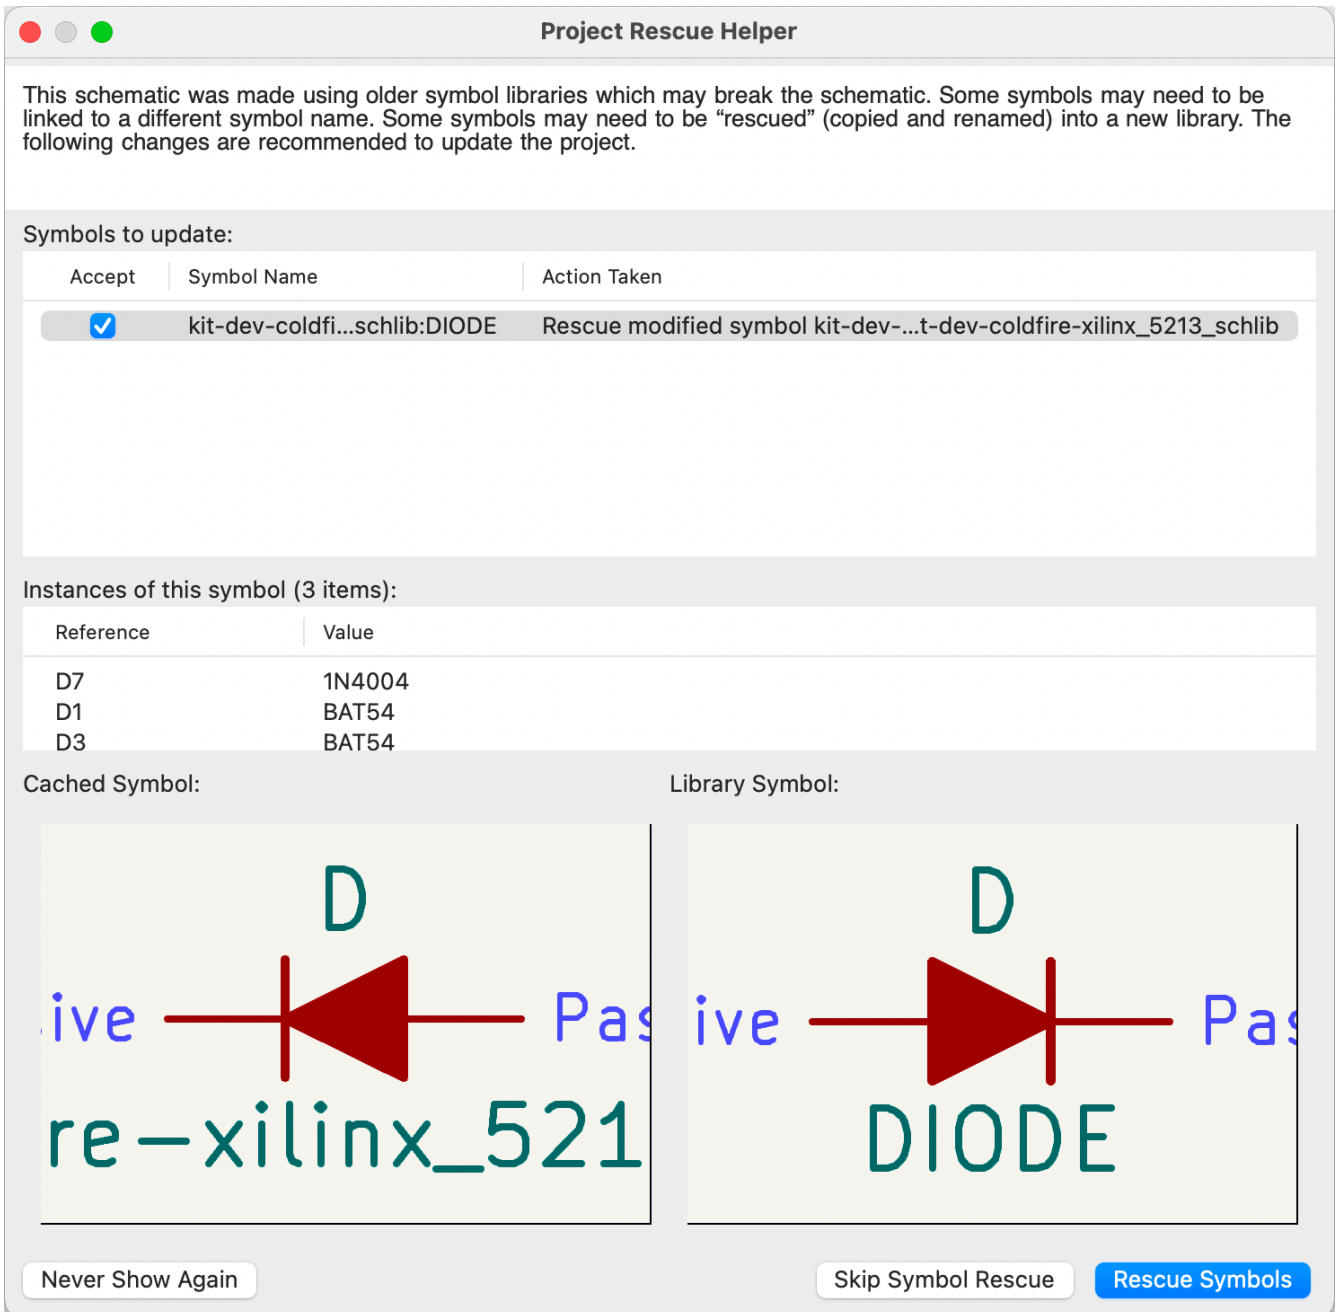 Project Rescue Helper
This schematic was made using older symbol libraries which may break the schematic. Some symbols may need to be
linked to a different symbol name. Some symbols may need to be “rescued” (copied and renamed) into a new library. The
following changes are recommended to update the project.
Symbols to update:
Accept Symbol Name Action Taken
kit-dev-coldfi...schlib:DIODE Rescue modified symbol kit-dev-...t-dev-coldfire-xilinx_5213_schlib
Instances of this symbol (3 items):
Reference Value
D7 1N4004
D1 BAT54
D3 BAT54
Cached Symbol: Library Symbol:
D D
ive Pas ive Pas
re-xilinx_521 DIODE
Never Show Again Skip Symbol Rescue Rescue Symbols